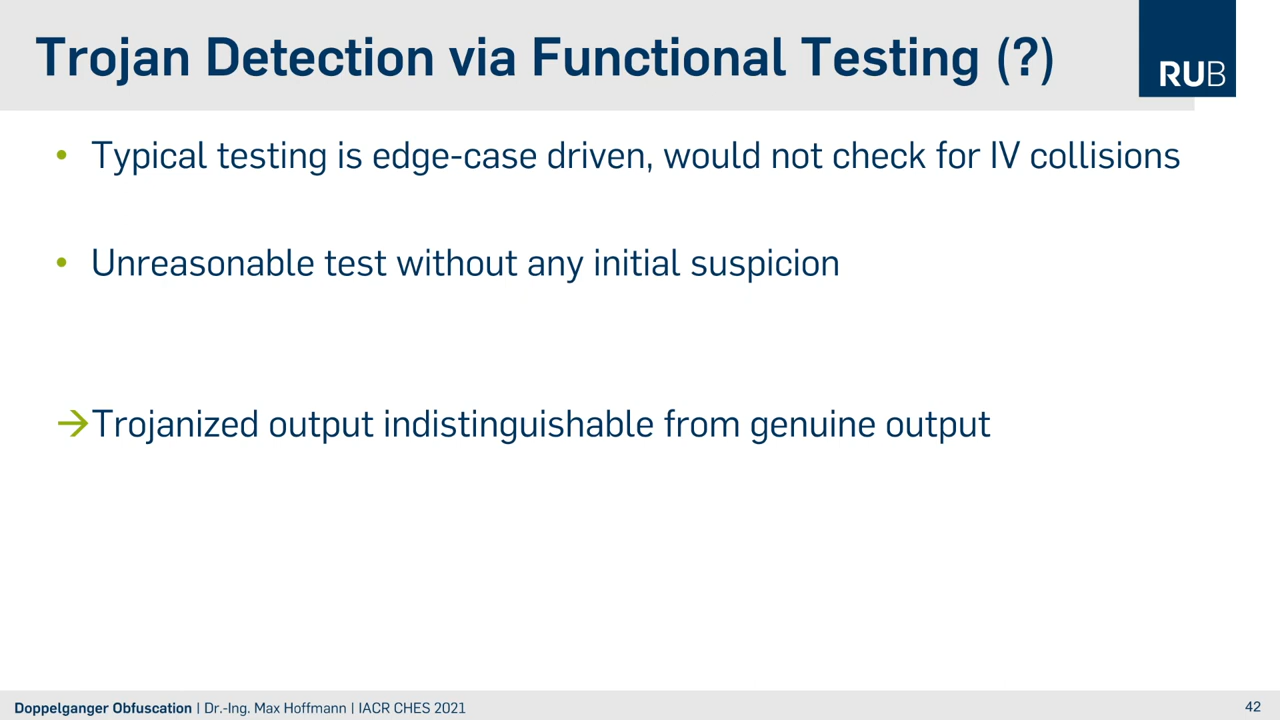 Trojan Detection via Functional Testing (?)
RUB
• Typical testing is edge-case driven, would not check for IV collisions
• Unreasonable test without any initial suspicion
→ Trojanized output indistinguishable from genuine output
Doppelganger Obfuscation | Dr.-Ing. Max Hoffmann | IACR CHES 2021
42